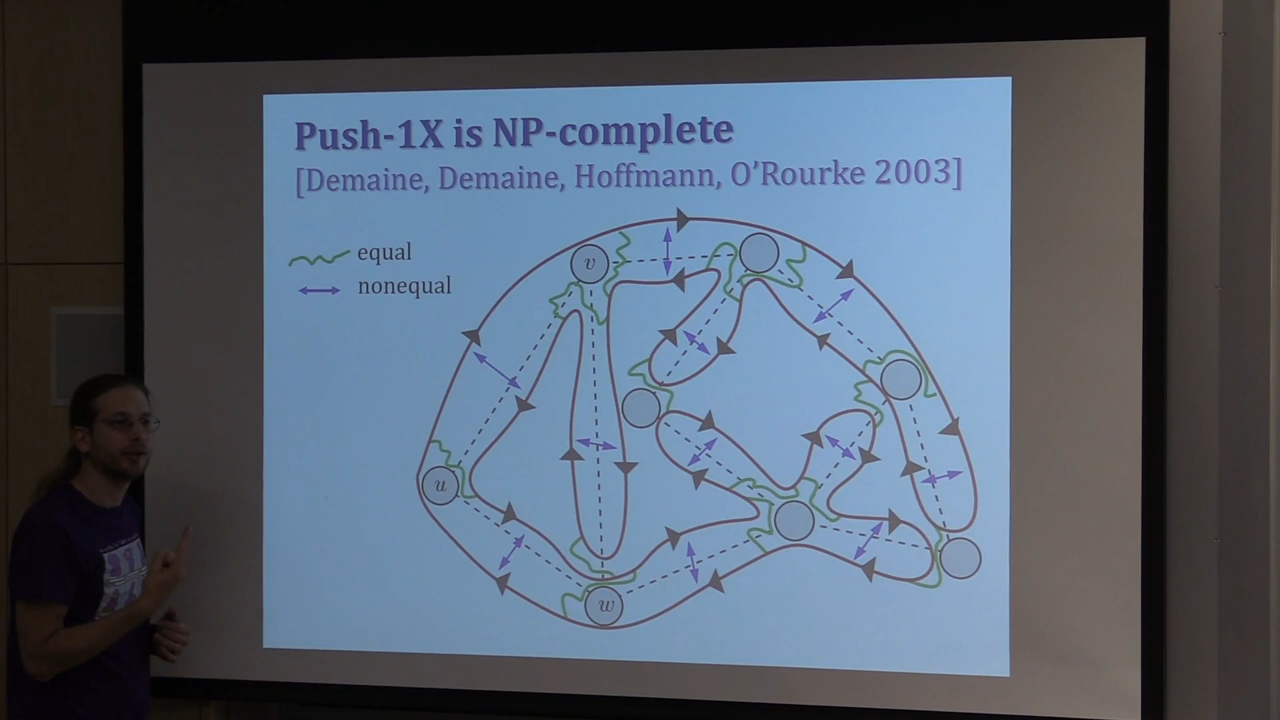 Push-1X is NP-complete
[Demaine, Demaine, Hoffmann, O'Rourke 2003]
equal
nonequal
v
u
w